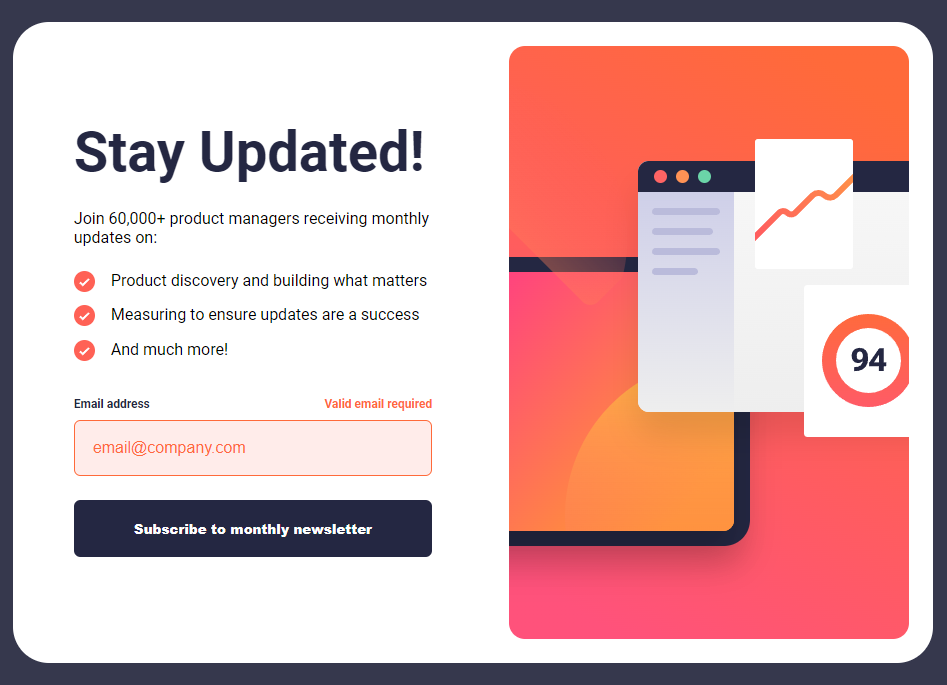 Stay Updated!
Join 60,000+ product managers receiving monthly
updates on:
Product discovery and building what matters
Measuring to ensure updates are a success
And much more!
Email address
Valid email required
email@company.com
Subscribe to monthly newsletter
94